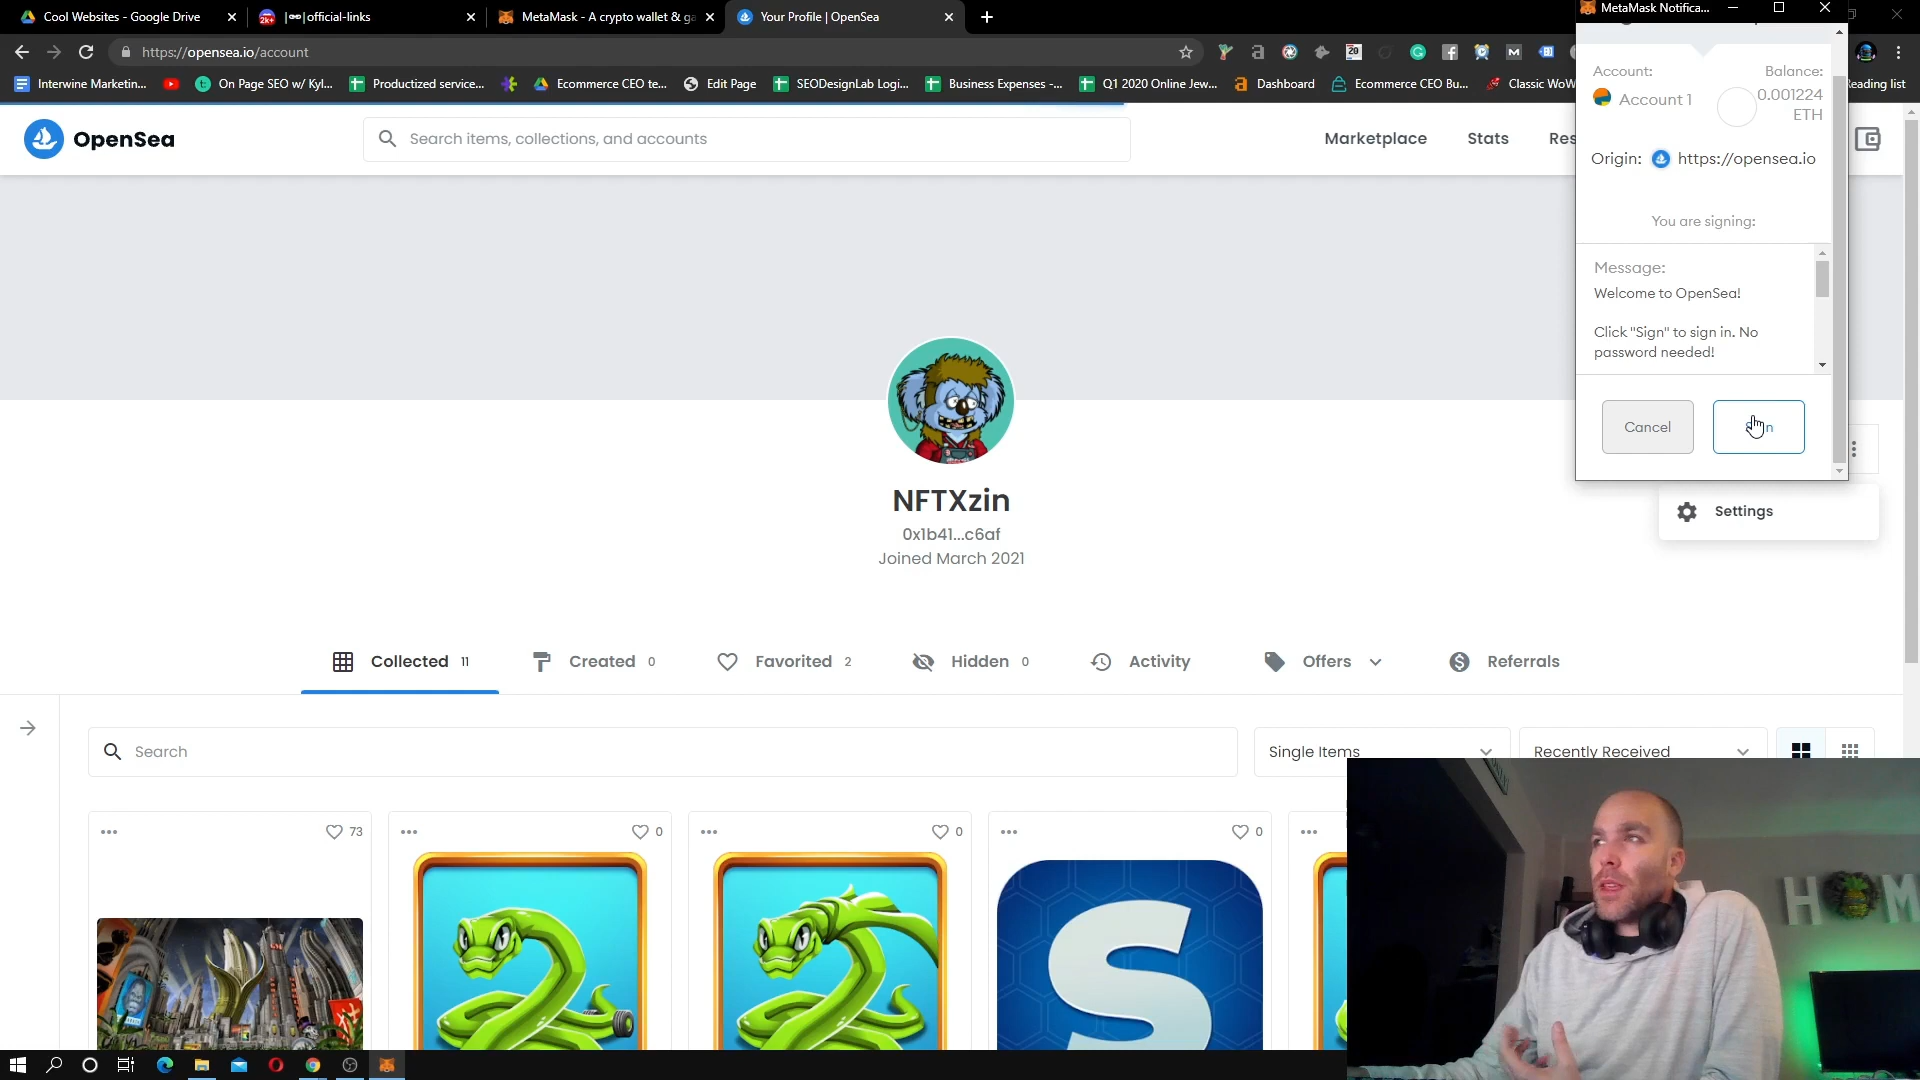 Cool Websites - Google Drive
official-links
MetaMask - A crypto wallet & ga
Your Profile | OpenSea
MetaMask Notifica...
https://opensea.io/account
Interwine Marketin...
On Page SEO w/ Kyl...
Productized service...
Ecommerce CEO te...
Edit Page
SEODesignLab Logi...
Business Expenses -...
Q1 2020 Online Jew...
Dashboard
Ecommerce CEO Bu...
Classic WoW
eading list
OpenSea
Search items, collections, and accounts
Marketplace
Stats
Res
Account:
Balance:
Account 1
0.001224
ETH
Origin:
https://opensea.io
You are signing:
Message:
Welcome to OpenSea!
Click "Sign" to sign in. No
password needed!
Cancel
Settings
NFTXzin
0x1b41...c6af
Joined March 2021
Collected 11
Created 0
Favorited 2
Hidden 0
Activity
Offers
Referrals
Search
Single Items
Recently Received
73
0
0
0
S